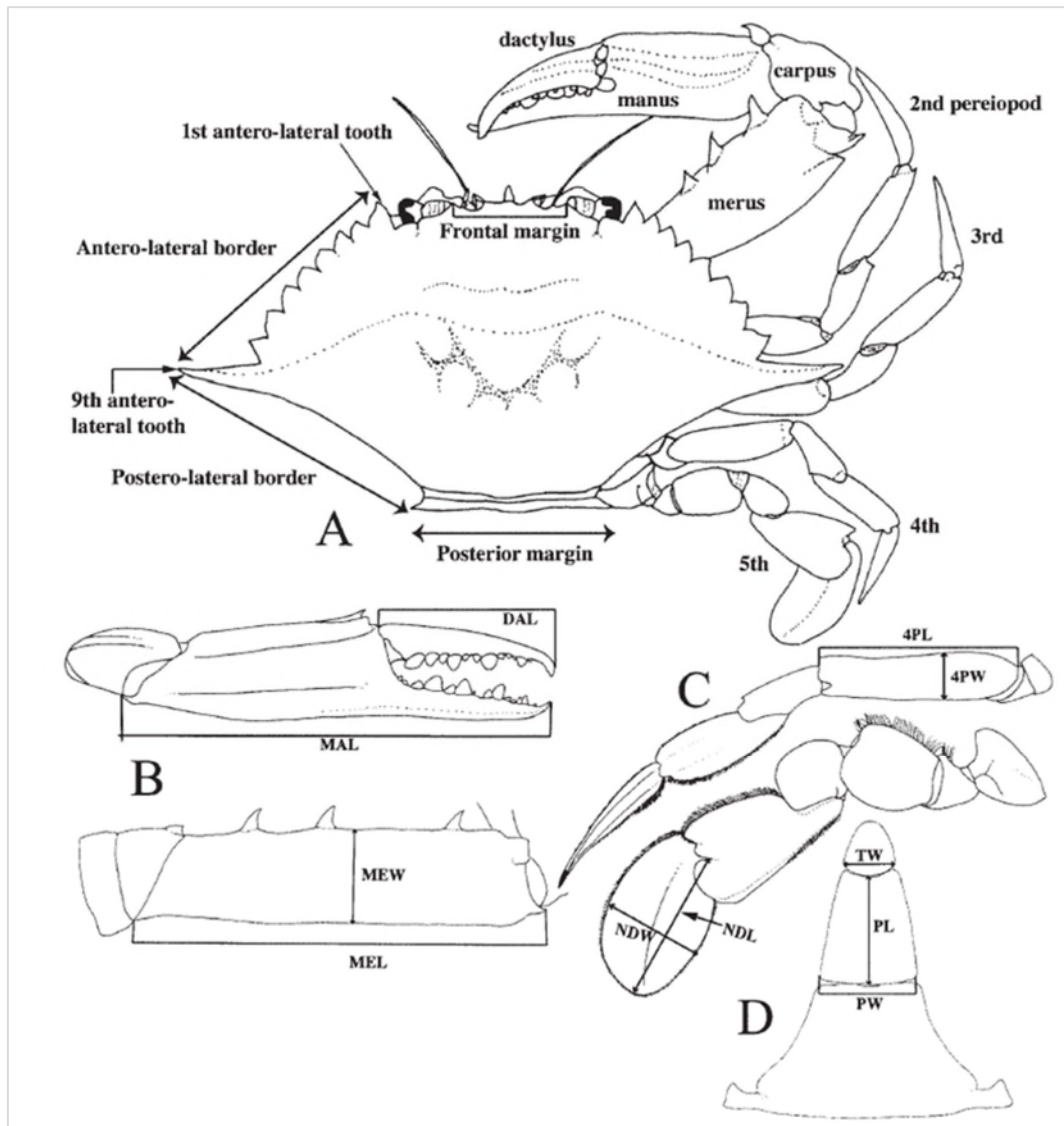 dactylus
carpus
manus
2nd pereiopod
1st antero-lateral tooth
merus
Frontal margin
3rd
Antero-lateral border
9th antero-
lateral tooth
Postero-lateral border
A
Posterior margin
4th
5th
DAL
4PL
C
4PW
MAL
B
TW
MEW
PL
NDW
NDL
MEL
D
PW